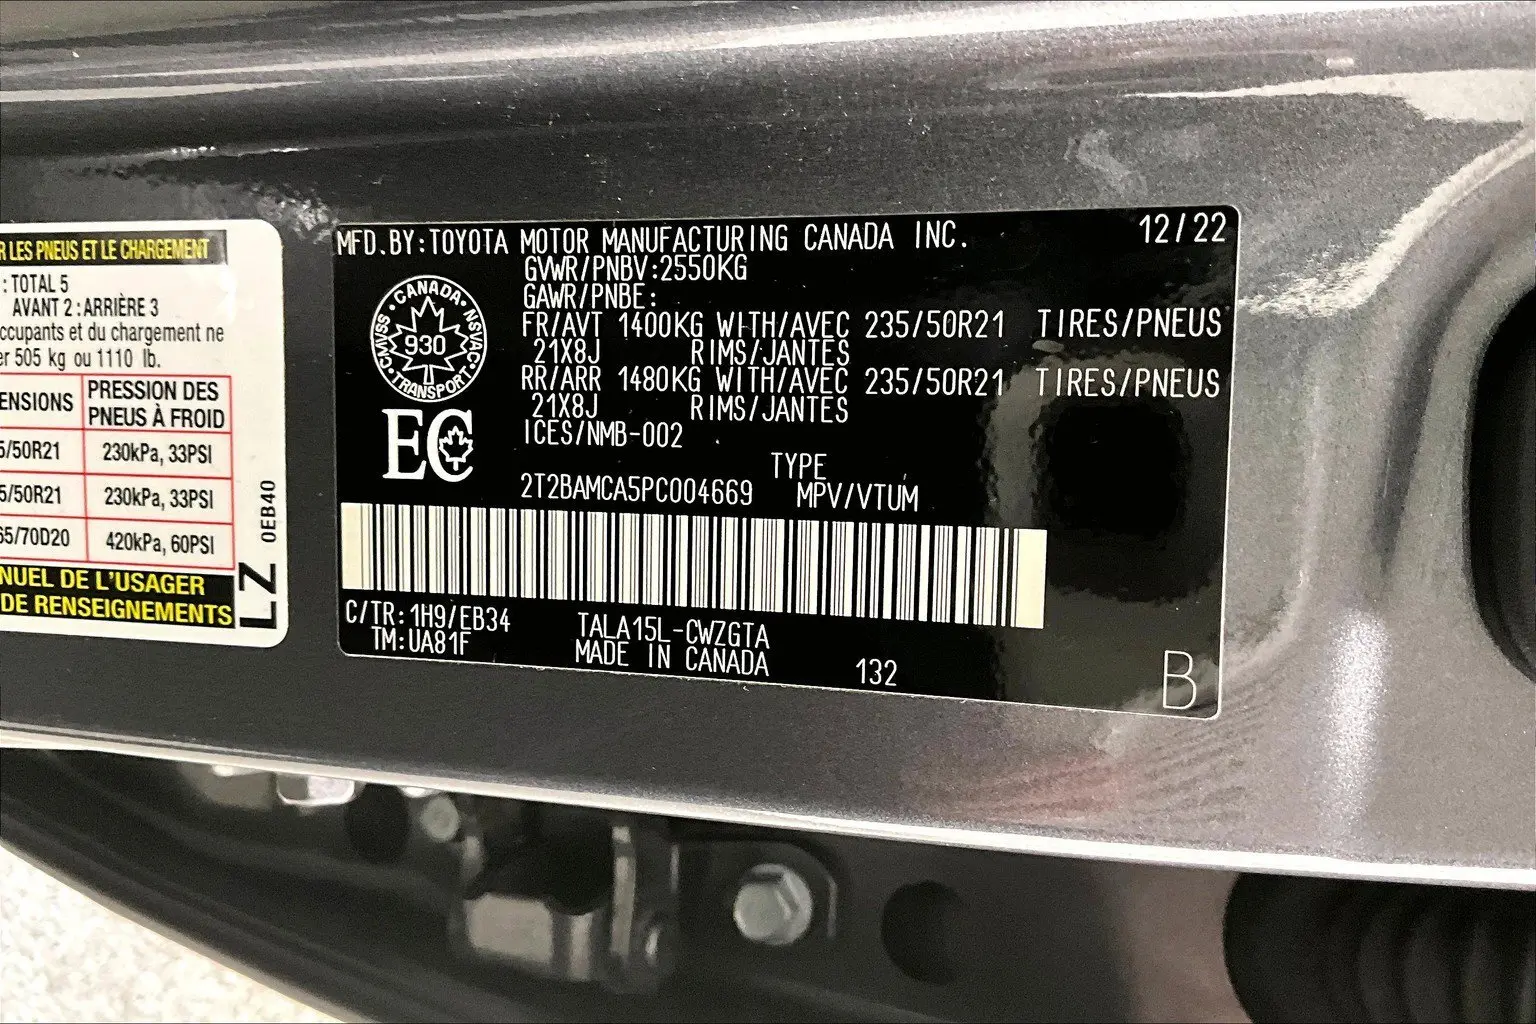 R LES PNEUS ET LE CHARGEMENT
: TOTAL 5
AVANT 2 : ARRIÈRE 3
ccupants et du chargement ne
er 505 kg ou 1110 lb.
ENSIONS PRESSION DES PNEUS À FROID
5/50R21 230kPa, 33PSI
5/50R21 230kPa, 33PSI
65/70D20 420kPa, 60PSI
NUEL DE L'USAGER
DE RENSEIGNEMENTS
LZ 0EB40
MFD.BY:TOYOTA MOTOR MANUFACTURING CANADA INC. 12/22
GVWR/PNBV:2550KG
GAWR/PNBE:
FR/AVT 1400KG WITH/AVEC 235/50R21 TIRES/PNEUS
21X8J RIMS/JANTES
RR/ARR 1480KG WITH/AVEC 235/50R21 TIRES/PNEUS
21X8J RIMS/JANTES
ICES/NMB-002
CANADA • NSVAC • TRANSPORT • CMVSS •
930
EC
TYPE
2T2BAMCA5PC004669 MPV/VTUM
C/TR:1H9/EB34 TALA15L-CWZGTA
TM:UA81F MADE IN CANADA 132
B